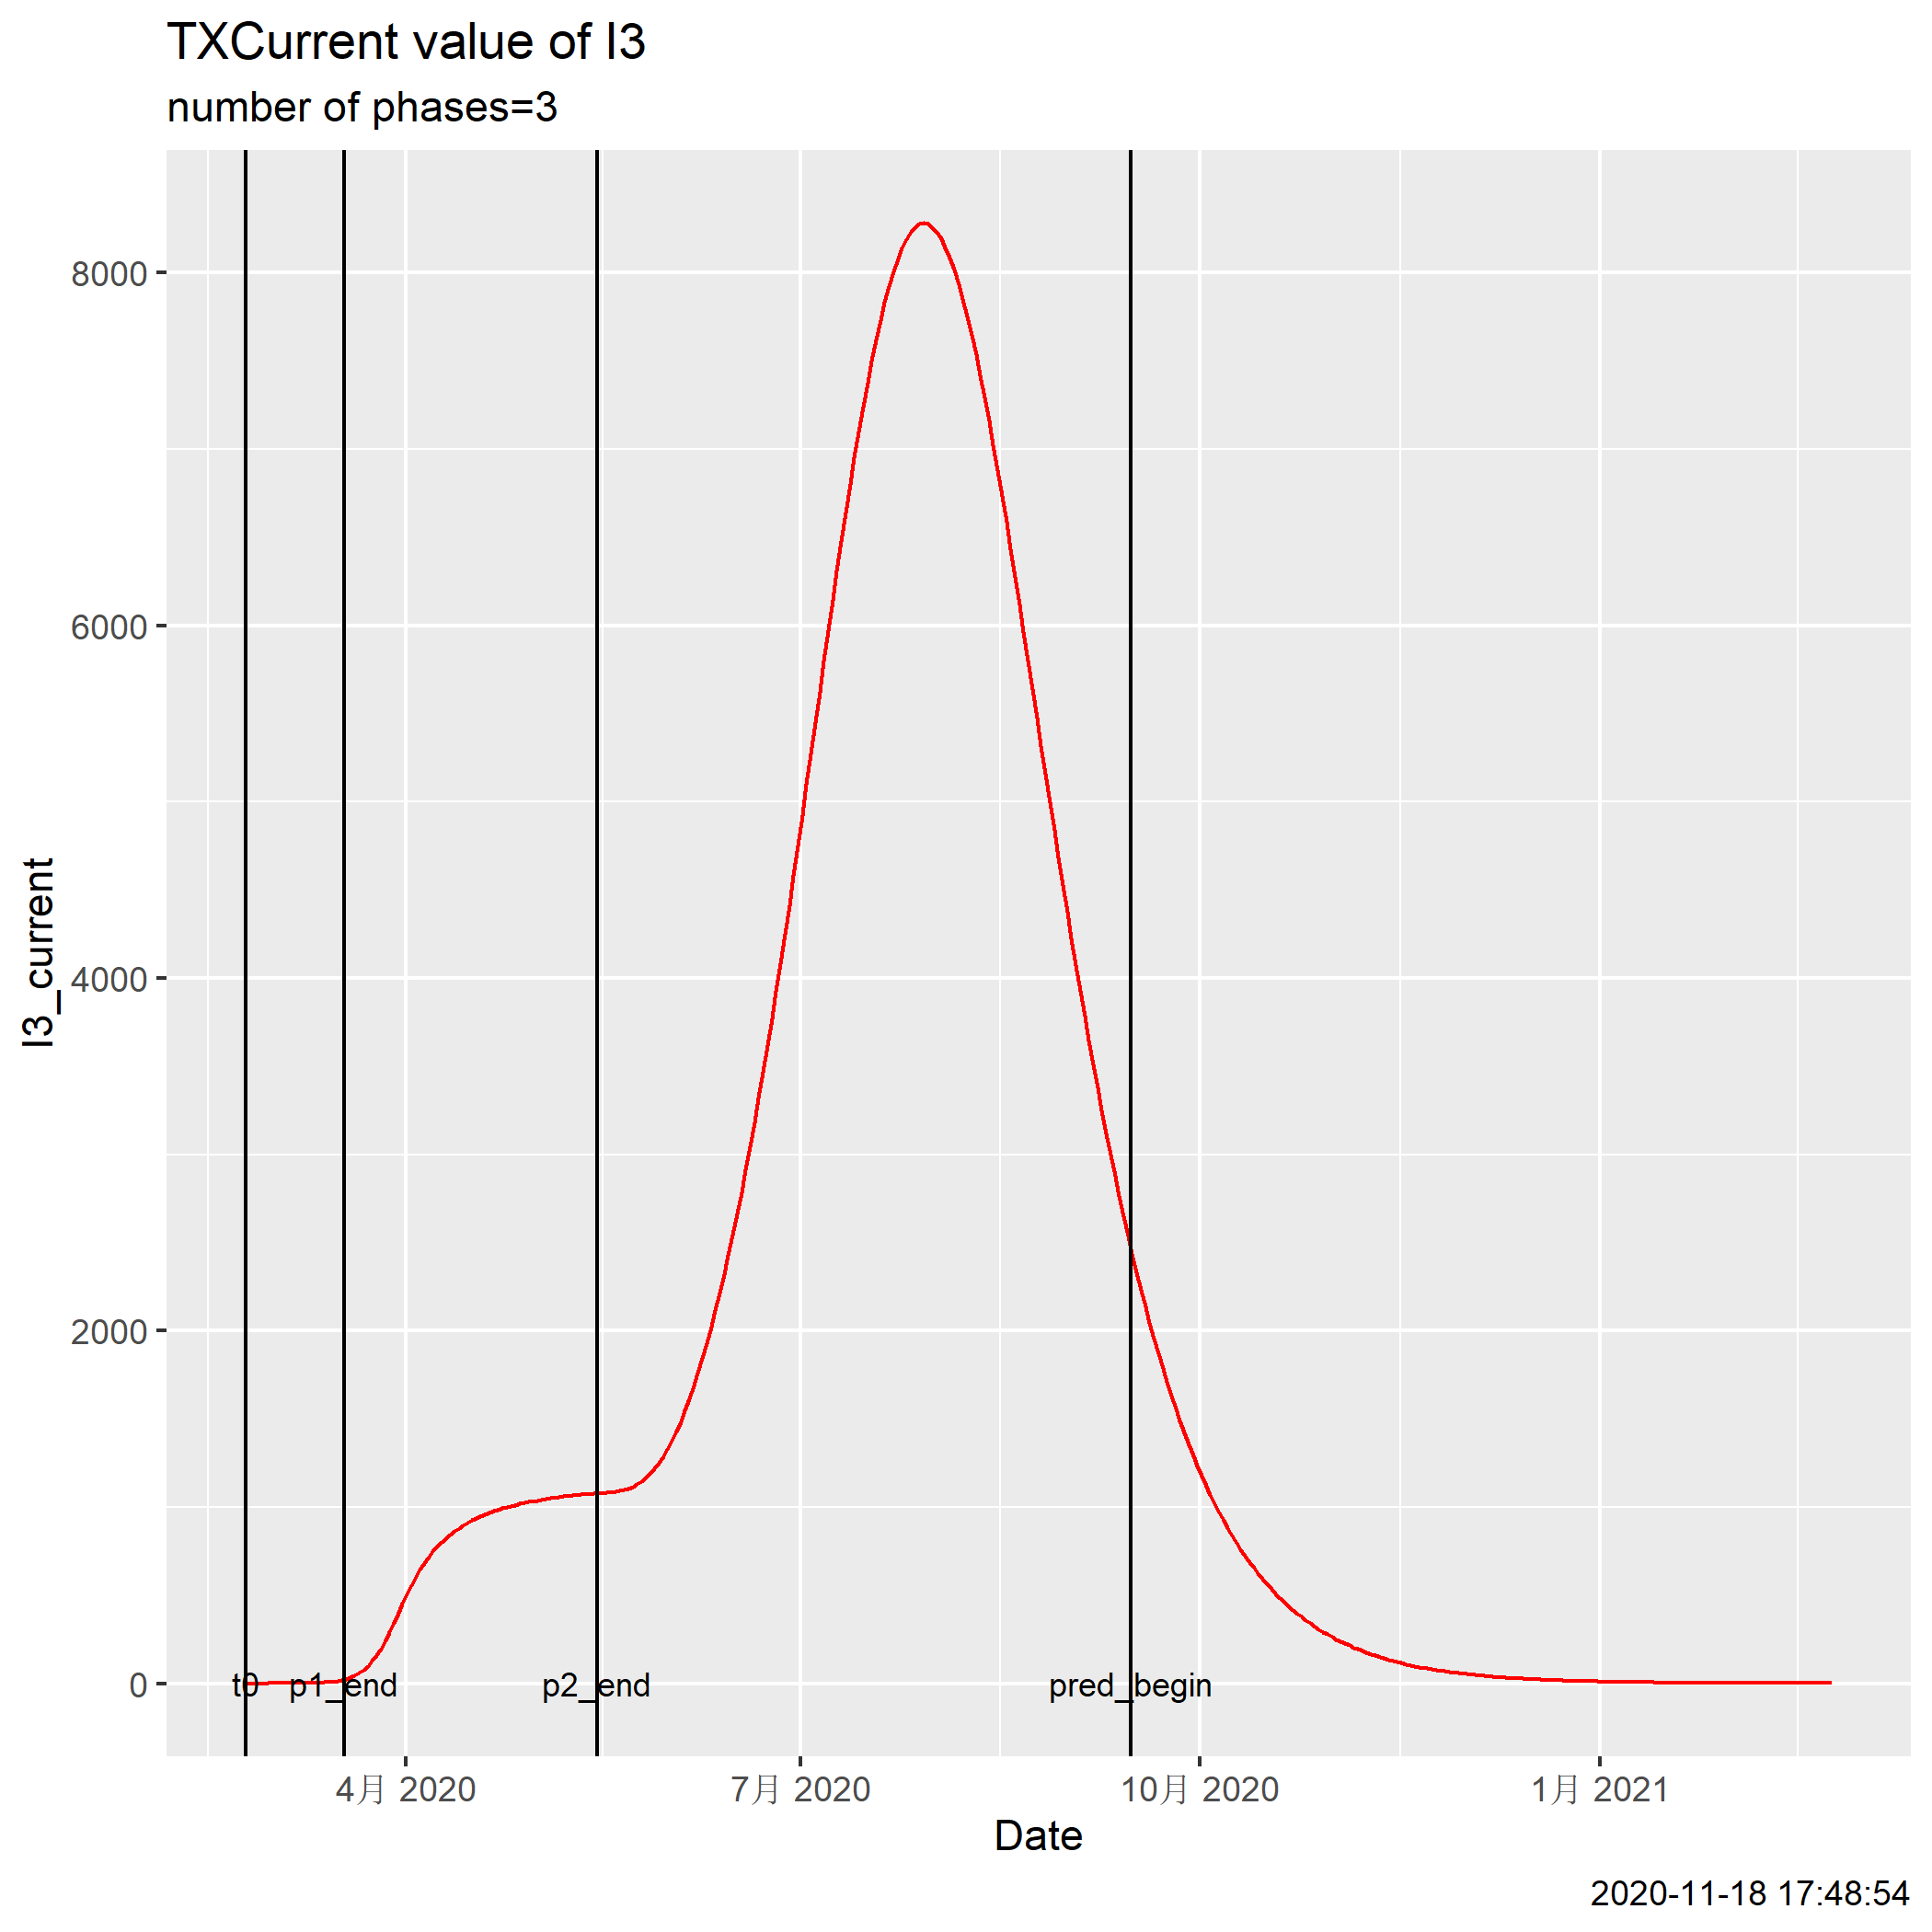 TXCurrent value of I3
number of phases=3
I3_current
8000
6000
4000
2000
0
t0
p1_end
p2_end
pred_begin
4月 2020
7月 2020
10月 2020
1月 2021
Date
2020-11-18 17:48:54